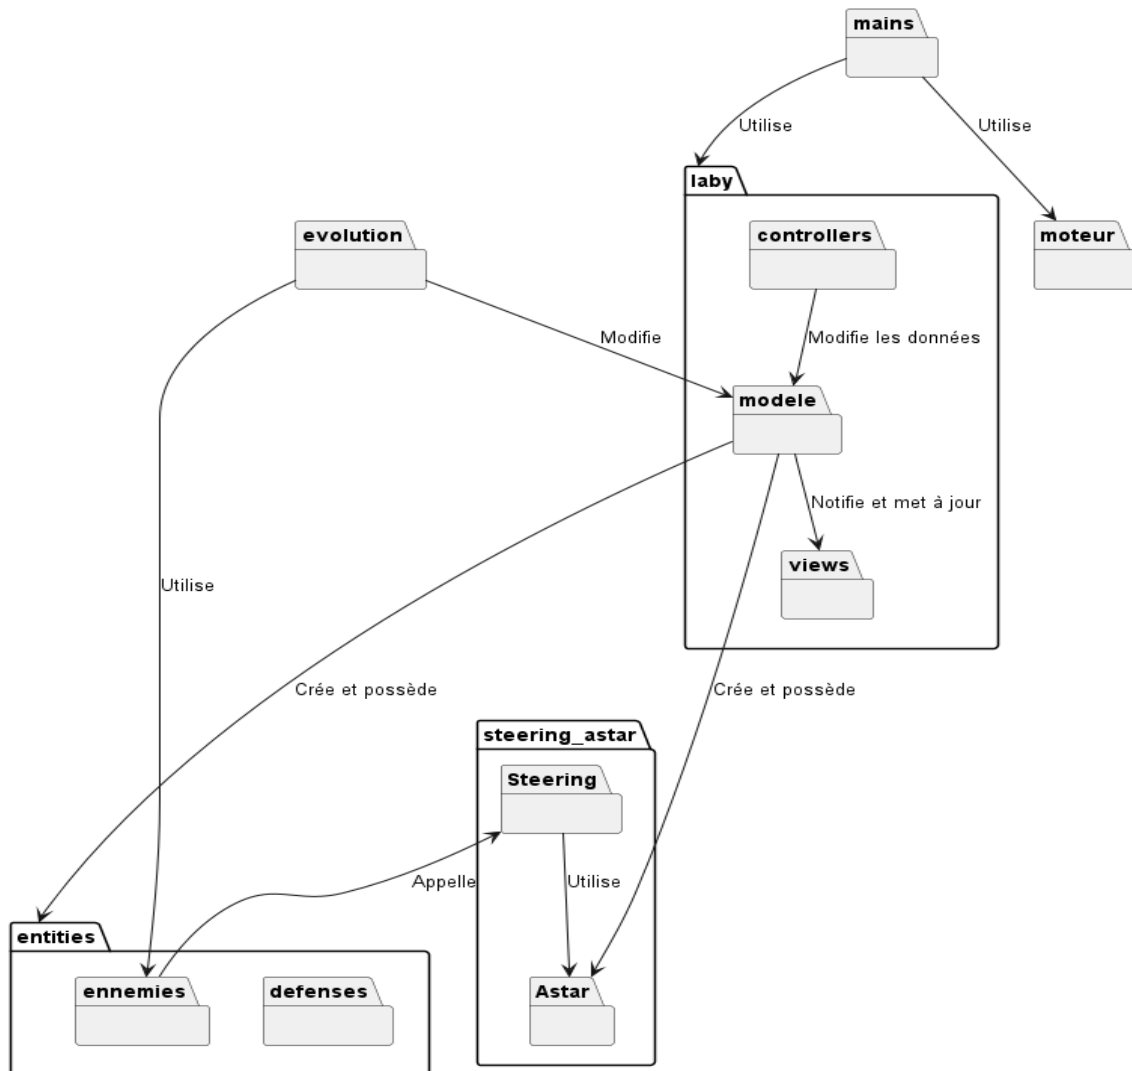 mains
Utilise
Utilise
laby
evolution
controllers
moteur
Modifie
Modifie les données
modele
Notifie et met à jour
views
Utilise
Crée et possède
Crée et possède
steering_astar
Steering
Appelle
Utilise
entities
ennemies
defenses
Astar